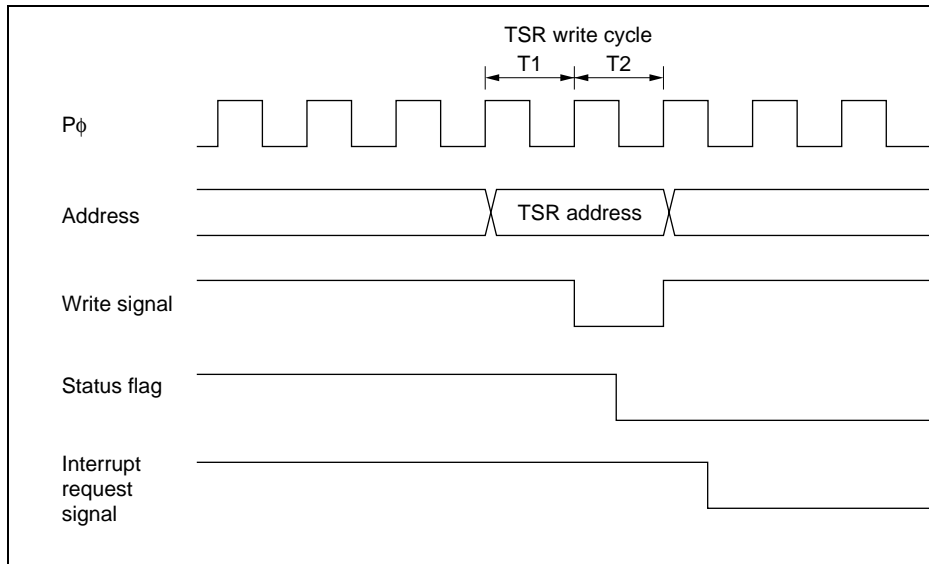 TSR write cycle
T1 T2
Pϕ
Address
TSR address
Write signal
Status flag
Interrupt
request
signal